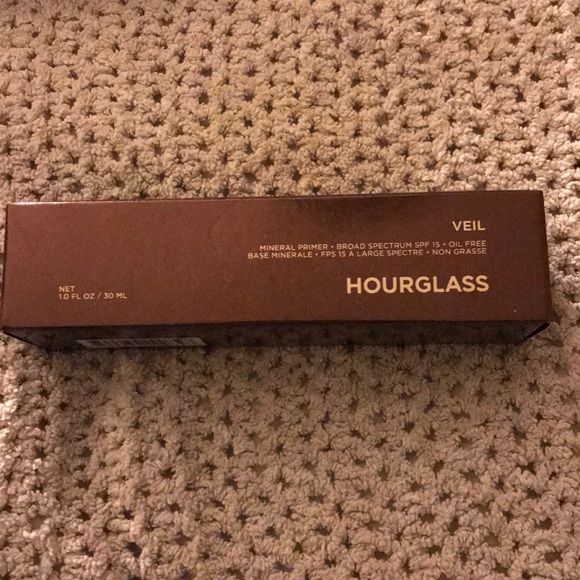 VEIL
MINERAL PRIMER • BROAD SPECTRUM SPF 15 • OIL FREE
BASE MINÉRALE • FPS 15 À LARGE SPECTRE • NON GRASSE
HOURGLASS
NET
1.0 FL OZ / 30 ML